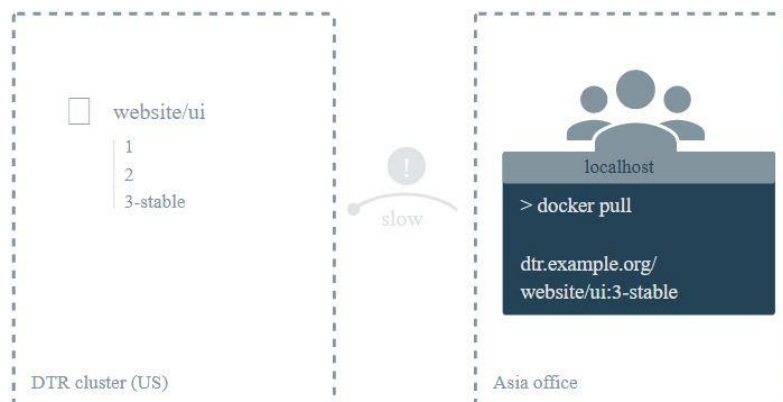 website/ui
1
2
3-stable
DTR cluster (US)
!
slow
localhost
> docker pull
dtr.example.org/
website/ui:3-stable
Asia office